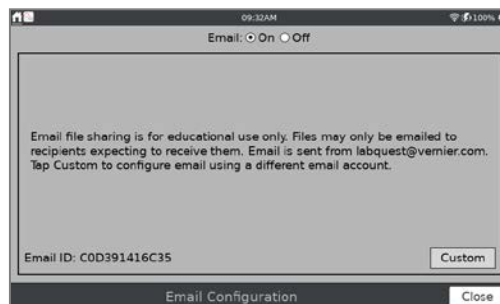 09:32AM
100%
Email: On Off
Email file sharing is for educational use only. Files may only be emailed to
recipients expecting to receive them. Email is sent from labquest@vernier.com.
Tap Custom to configure email using a different email account.
Email ID: C0D391416C35
Custom
Email Configuration
Close